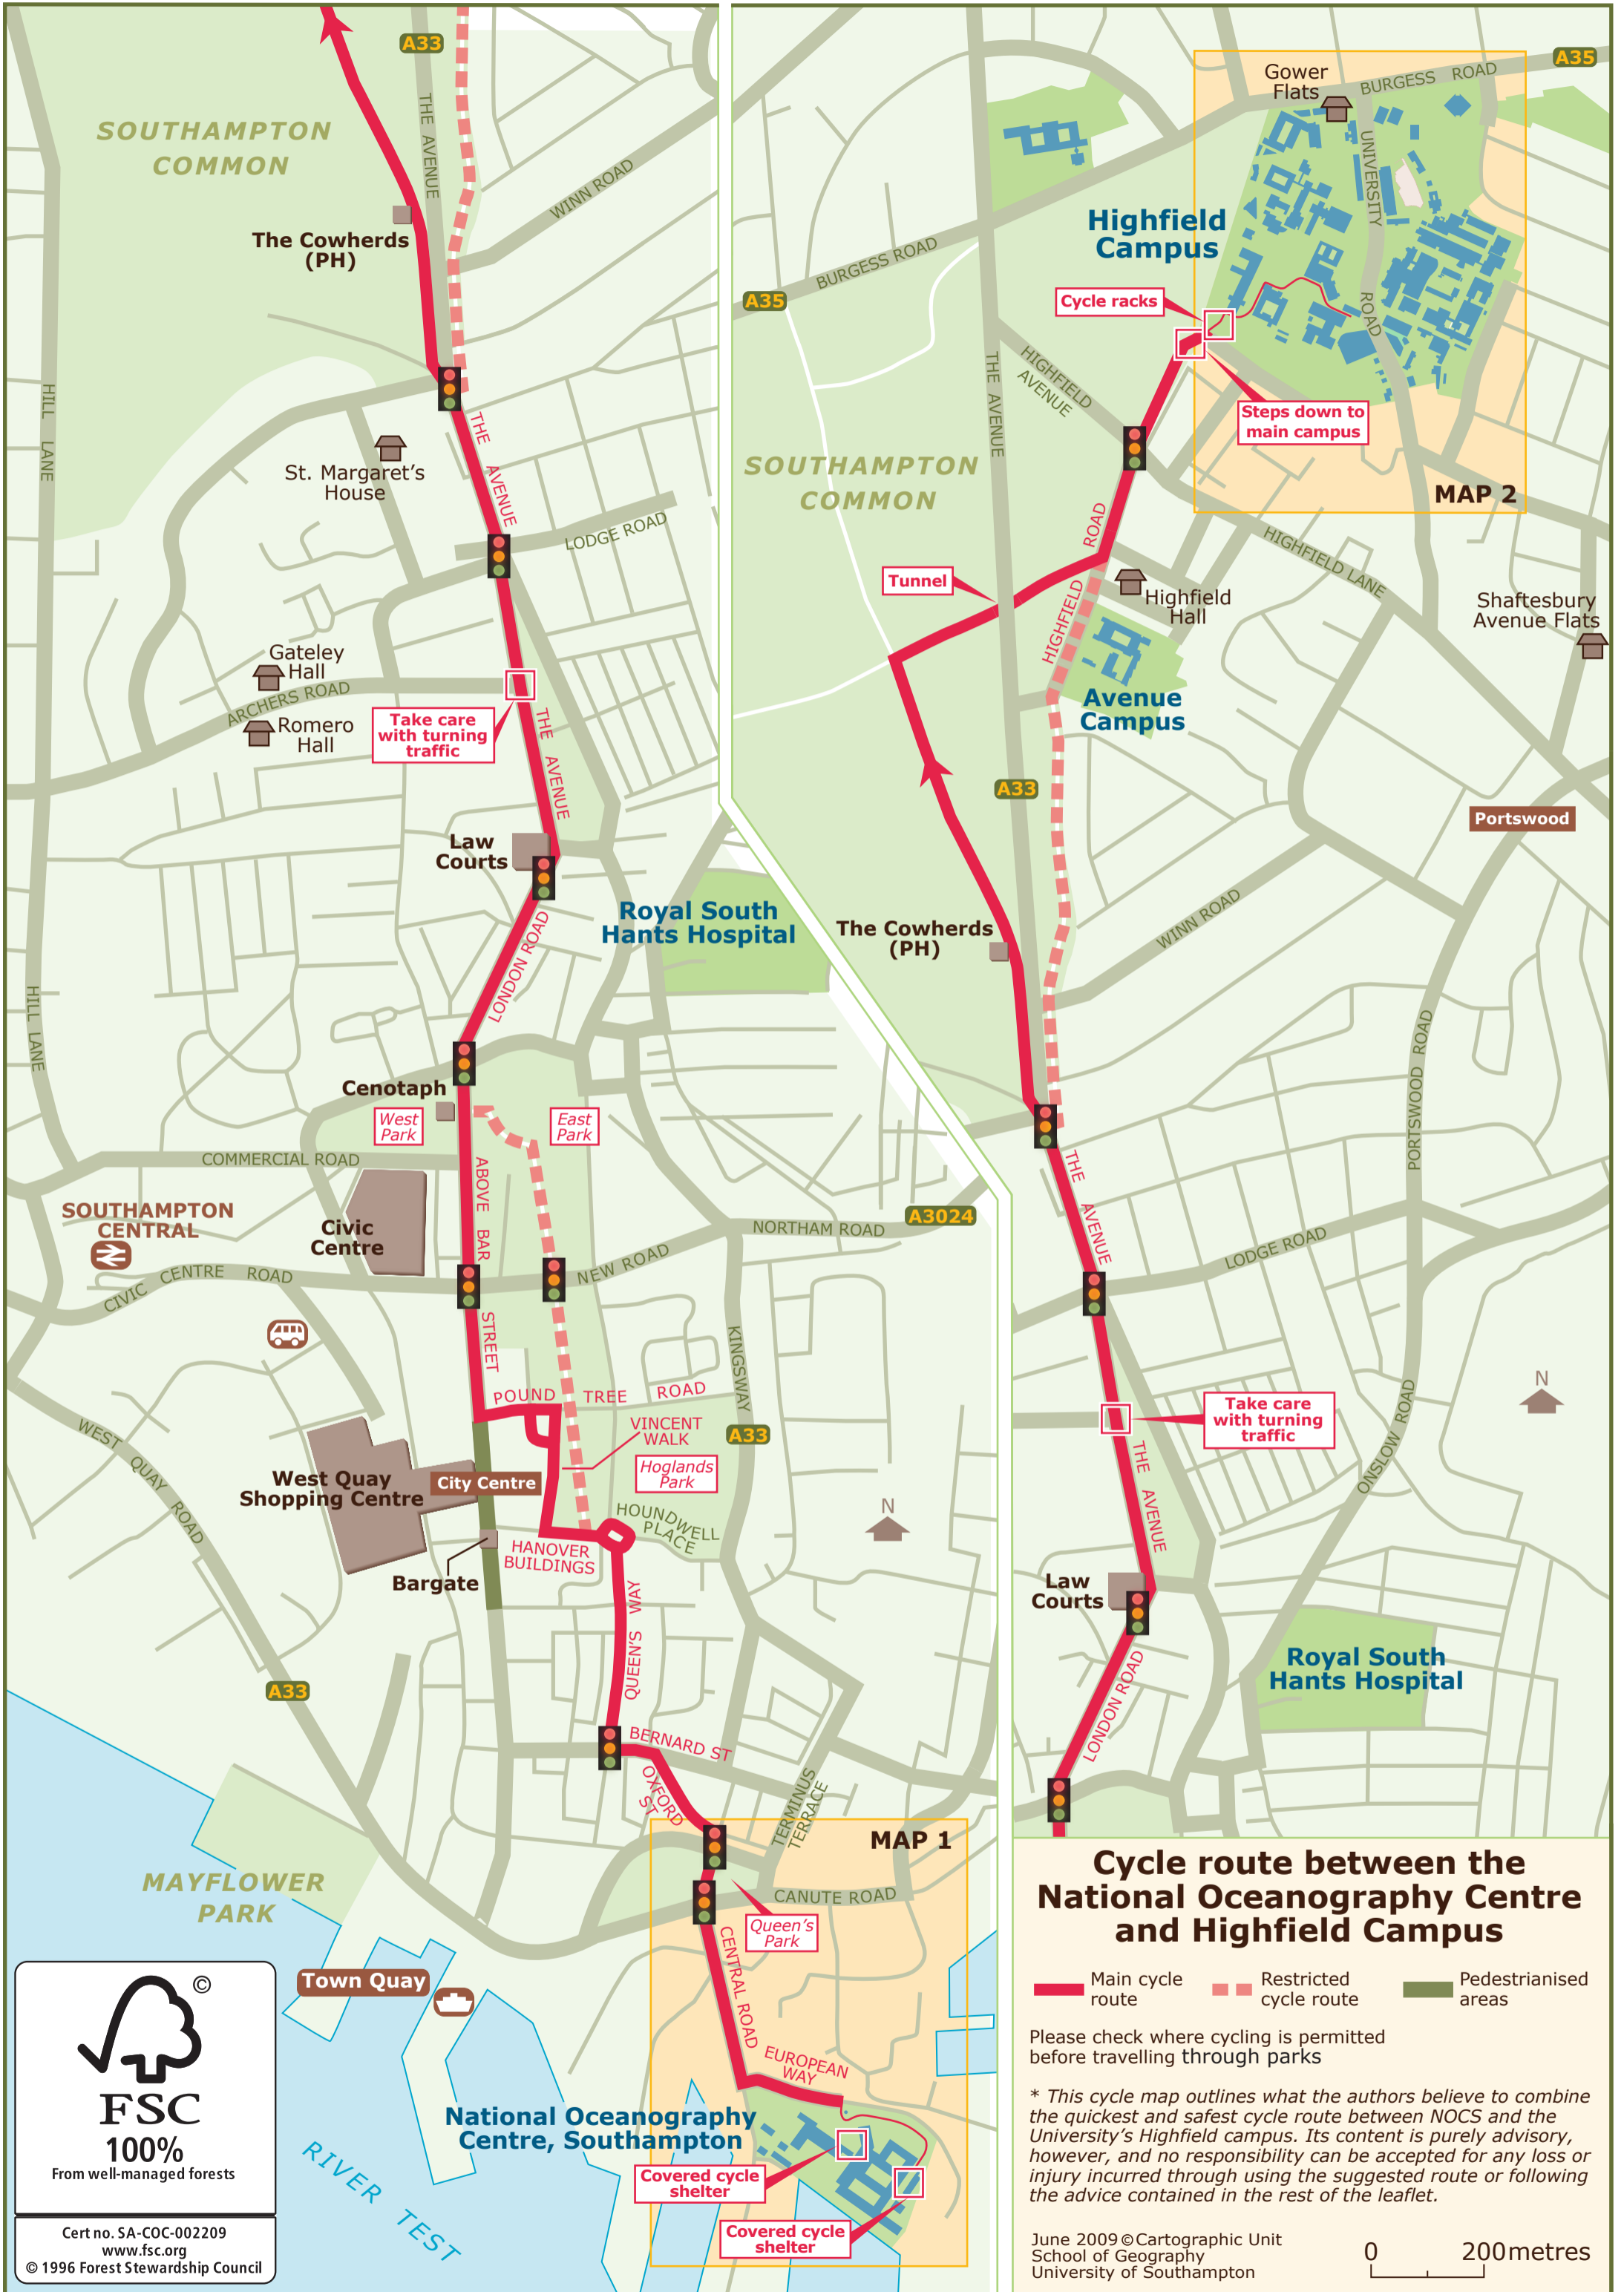 A33
THE AVENUE
SOUTHAMPTON
COMMON
WINN ROAD
The Cowherds
(PH)
HILL LANE
THE AVENUE
St. Margaret's
House
LODGE ROAD
Gateley
Hall
ARCHERS ROAD
Romero
Hall
Take care
with turning
traffic
THE AVENUE
Law
Courts
Royal South
Hants Hospital
LONDON ROAD
HILL LANE
Cenotaph
West
Park
East
Park
COMMERCIAL ROAD
ABOVE BAR
STREET
SOUTHAMPTON
CENTRAL
Civic
Centre
CIVIC CENTRE ROAD
NEW ROAD
NORTHAM ROAD
A3024
KINGSWAY
POUND TREE ROAD
VINCENT
WALK
A33
Hoglands
Park
WEST QUAY ROAD
West Quay
Shopping Centre
City Centre
HOUNDWELL
PLACE
HANOVER
BUILDINGS
Bargate
N
QUEEN'S WAY
A33
BERNARD ST
OXFORD
ST
TERMINUS
TERRACE
MAP 1
CANUTE ROAD
Queen's
Park
MAYFLOWER
PARK
CENTRAL ROAD
Town Quay
EUROPEAN
WAY
National Oceanography
Centre, Southampton
Covered cycle
shelter
Covered cycle
shelter
RIVER TEST
©
FSC
100%
From well-managed forests
Cert no. SA-COC-002209
www.fsc.org
© 1996 Forest Stewardship Council
A35
Gower
Flats
BURGESS ROAD
UNIVERSITY
ROAD
Highfield
Campus
BURGESS ROAD
A35
Cycle racks
HIGHFIELD
AVENUE
THE AVENUE
Steps down to
main campus
SOUTHAMPTON
COMMON
MAP 2
HIGHFIELD ROAD
Tunnel
HIGHFIELD LANE
Highfield
Hall
Shaftesbury
Avenue Flats
Avenue
Campus
A33
Portswood
The Cowherds
(PH)
WINN ROAD
PORTSWOOD ROAD
THE AVENUE
LODGE ROAD
N
Take care
with turning
traffic
ONSLOW ROAD
THE AVENUE
Law
Courts
Royal South
Hants Hospital
LONDON ROAD
Cycle route between the
National Oceanography Centre
and Highfield Campus
Main cycle
route
Restricted
cycle route
Pedestrianised
areas
Please check where cycling is permitted
before travelling through parks
* This cycle map outlines what the authors believe to combine
the quickest and safest cycle route between NOCS and the
University's Highfield campus. Its content is purely advisory,
however, and no responsibility can be accepted for any loss or
injury incurred through using the suggested route or following
the advice contained in the rest of the leaflet.
June 2009 © Cartographic Unit
School of Geography
University of Southampton
0 200metres